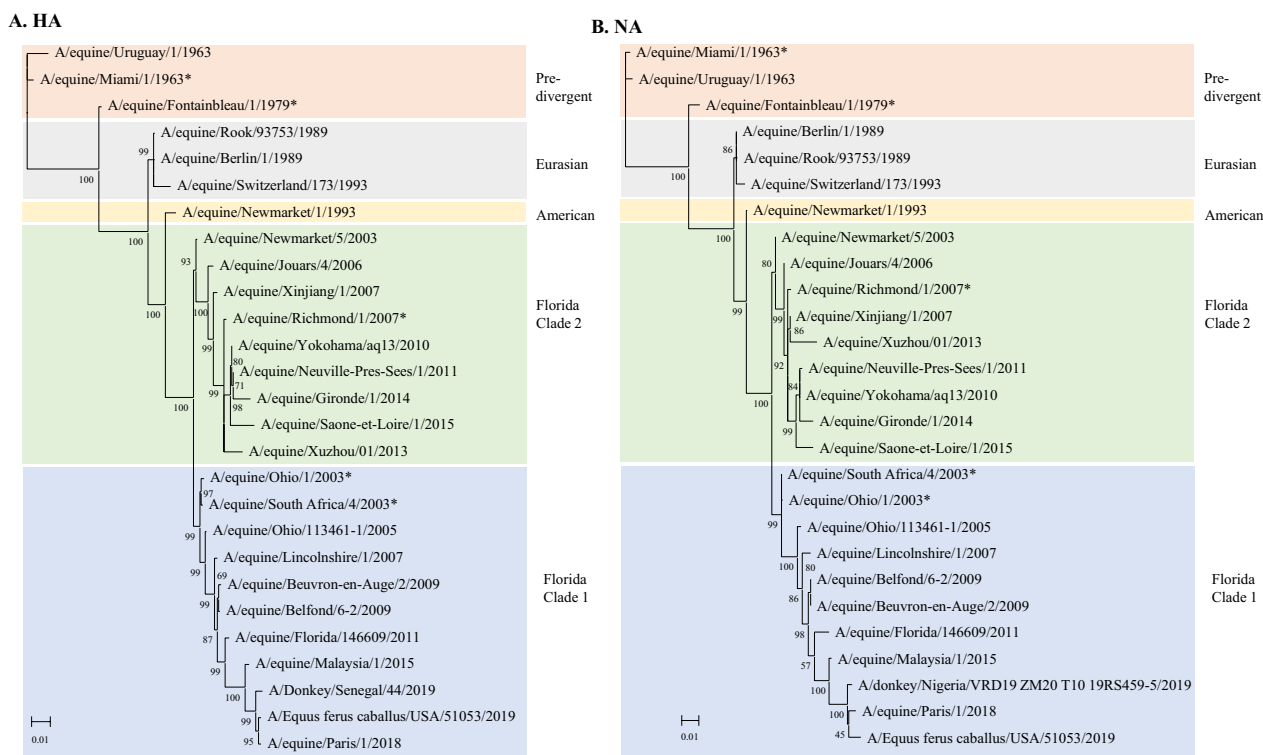 A. HA
A/equine/Uruguay/1/1963
A/equine/Miami/1/1963*
A/equine/Fontainbleau/1/1979*
Pre-
divergent
100
A/equine/Rook/93753/1989
99
A/equine/Berlin/1/1989
A/equine/Switzerland/173/1993
Eurasian
100
A/equine/Newmarket/1/1993
American
100
A/equine/Newmarket/5/2003
93
A/equine/Jouars/4/2006
100
A/equine/Xinjiang/1/2007
99
A/equine/Richmond/1/2007*
99
A/equine/Yokohama/aq13/2010
80
A/equine/Neuville-Pres-Sees/1/2011
71
A/equine/Gironde/1/2014
98
A/equine/Saone-et-Loire/1/2015
A/equine/Xuzhou/01/2013
Florida
Clade 2
100
A/equine/Ohio/1/2003*
97
A/equine/South Africa/4/2003*
99
A/equine/Ohio/113461-1/2005
99
A/equine/Lincolnshire/1/2007
99
69
A/equine/Beuvron-en-Auge/2/2009
A/equine/Belfond/6-2/2009
87
A/equine/Florida/146609/2011
99
A/equine/Malaysia/1/2015
100
A/Donkey/Senegal/44/2019
99
A/Equus ferus caballus/USA/51053/2019
95
A/equine/Paris/1/2018
Florida
Clade 1
0.01
B. NA
A/equine/Miami/1/1963*
A/equine/Uruguay/1/1963
A/equine/Fontainbleau/1/1979*
Pre-
divergent
100
A/equine/Berlin/1/1989
86
A/equine/Rook/93753/1989
A/equine/Switzerland/173/1993
Eurasian
100
A/equine/Newmarket/1/1993
American
99
A/equine/Newmarket/5/2003
80
A/equine/Jouars/4/2006
99
A/equine/Richmond/1/2007*
A/equine/Xinjiang/1/2007
86
A/equine/Xuzhou/01/2013
92
A/equine/Neuville-Pres-Sees/1/2011
84
A/equine/Yokohama/aq13/2010
A/equine/Gironde/1/2014
99
A/equine/Saone-et-Loire/1/2015
Florida
Clade 2
100
A/equine/South Africa/4/2003*
A/equine/Ohio/1/2003*
99
A/equine/Ohio/113461-1/2005
100
A/equine/Lincolnshire/1/2007
80
A/equine/Belfond/6-2/2009
86
A/equine/Beuvron-en-Auge/2/2009
98
A/equine/Florida/146609/2011
57
A/equine/Malaysia/1/2015
100
A/donkey/Nigeria/VRD19 ZM20 T10 19RS459-5/2019
100
A/equine/Paris/1/2018
45
A/Equus ferus caballus/USA/51053/2019
Florida
Clade 1
0.01